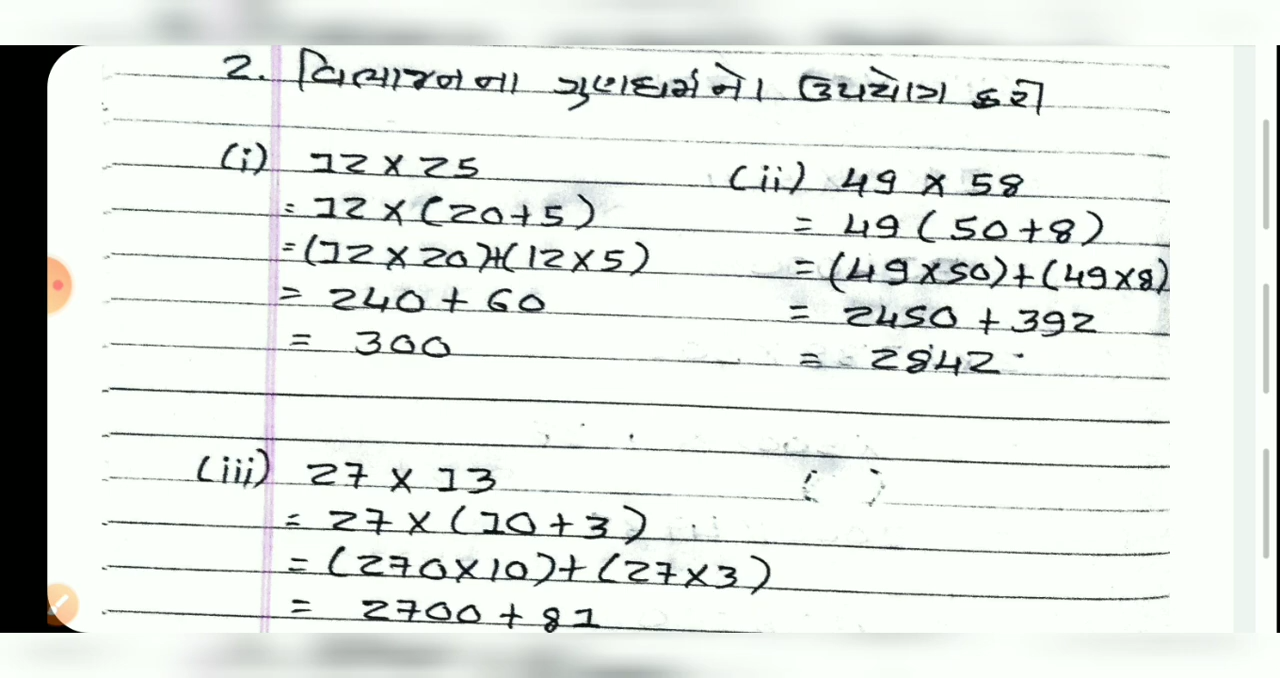 2. વિભાજનના ગુણધર્મનો ઉપયોગ કરી
(i) 12 × 25
= 12 × (20+5)
=(12 × 20)+(12 × 5)
= 240 + 60
= 300
(ii) 49 × 58
= 49 (50+8)
= (49×50)+(49×8)
= 2450 + 392
= 2842
(iii) 27 × 13
= 27 × (10+3)
= (270×10)+(27×3)
= 2700 + 81